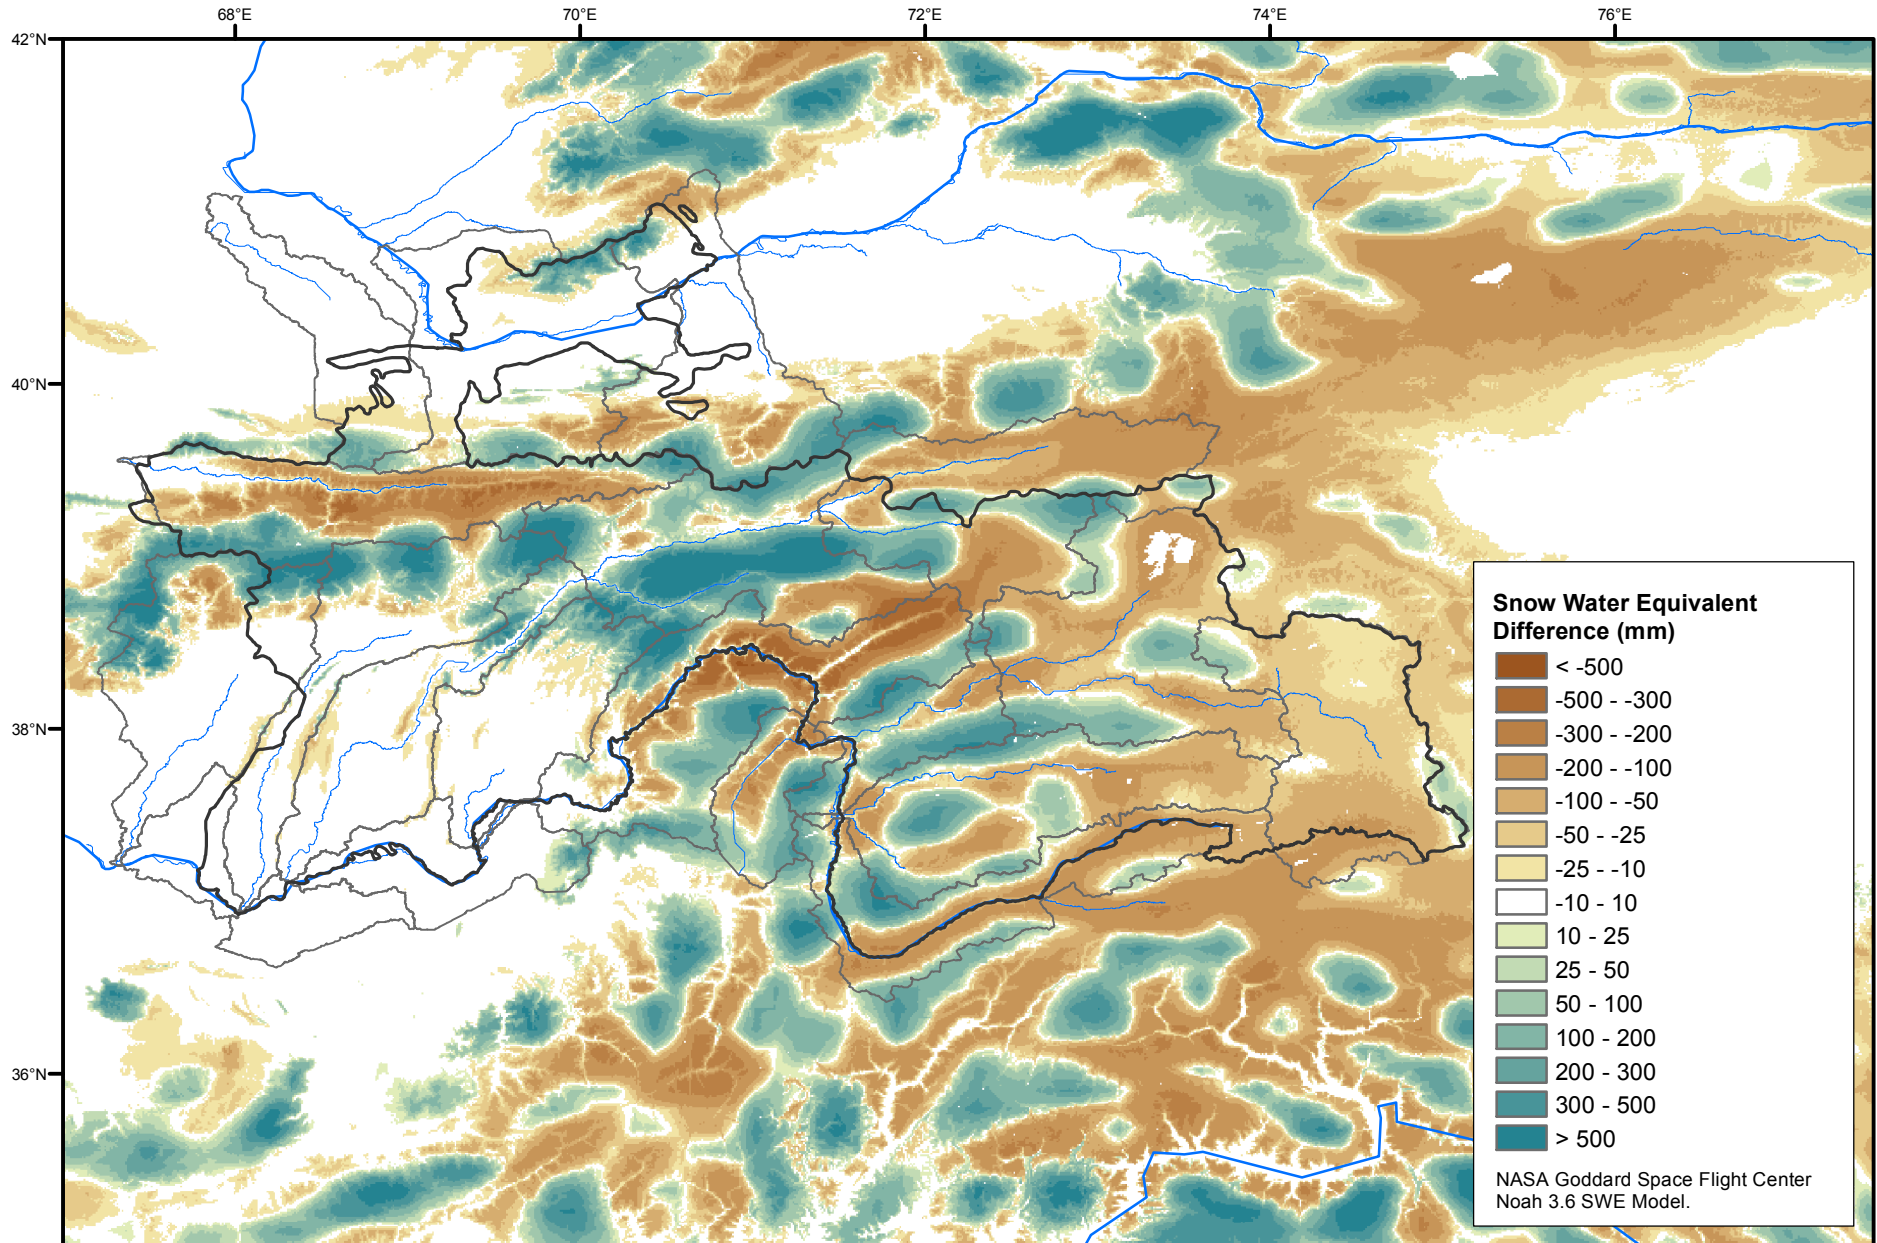 68°E 70°E 72°E 74°E 76°E
42°N
40°N
38°N
36°N
Snow Water Equivalent
Difference (mm)
< -500
-500 - -300
-300 - -200
-200 - -100
-100 - -50
-50 - -25
-25 - -10
-10 - 10
10 - 25
25 - 50
50 - 100
100 - 200
200 - 300
300 - 500
> 500
NASA Goddard Space Flight Center
Noah 3.6 SWE Model.